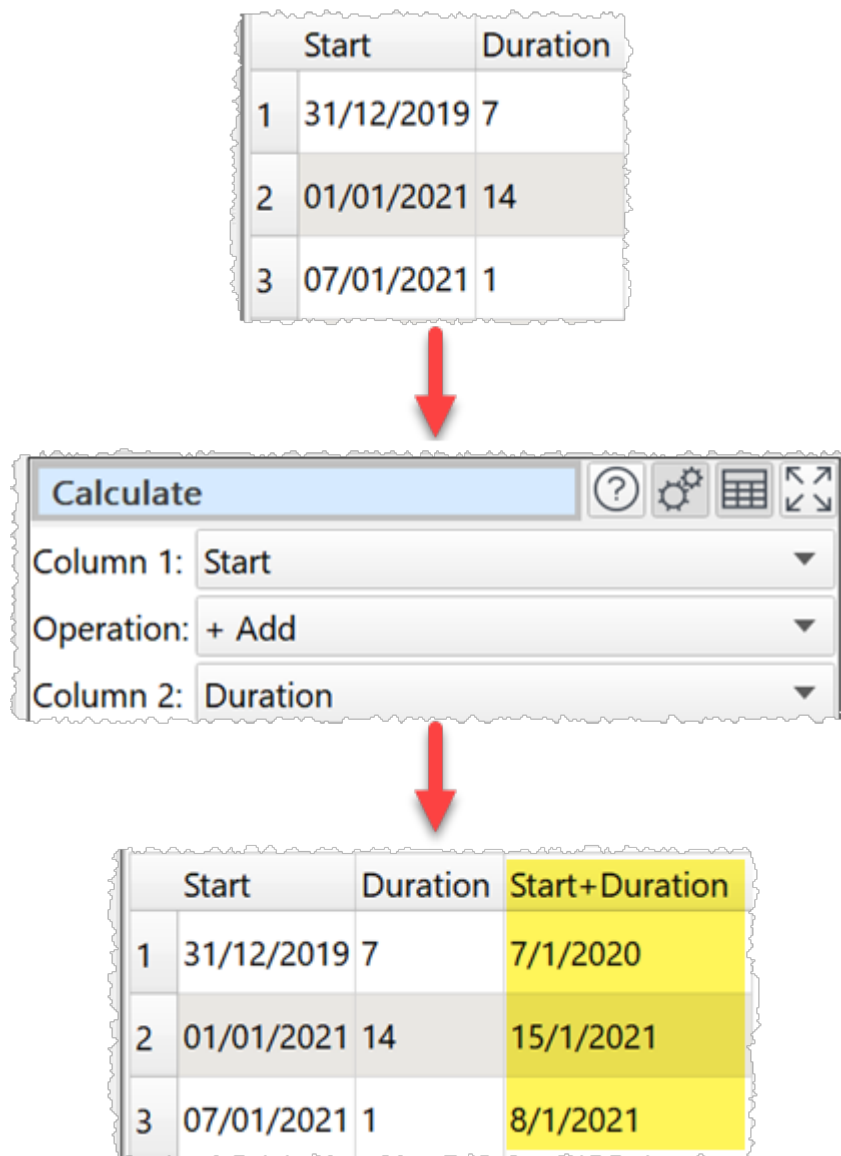 Start Duration
1 31/12/2019 7
2 01/01/2021 14
3 07/01/2021 1
Calculate ?
Column 1: Start
Operation: + Add
Column 2: Duration
Start Duration Start+Duration
1 31/12/2019 7 7/1/2020
2 01/01/2021 14 15/1/2021
3 07/01/2021 1 8/1/2021